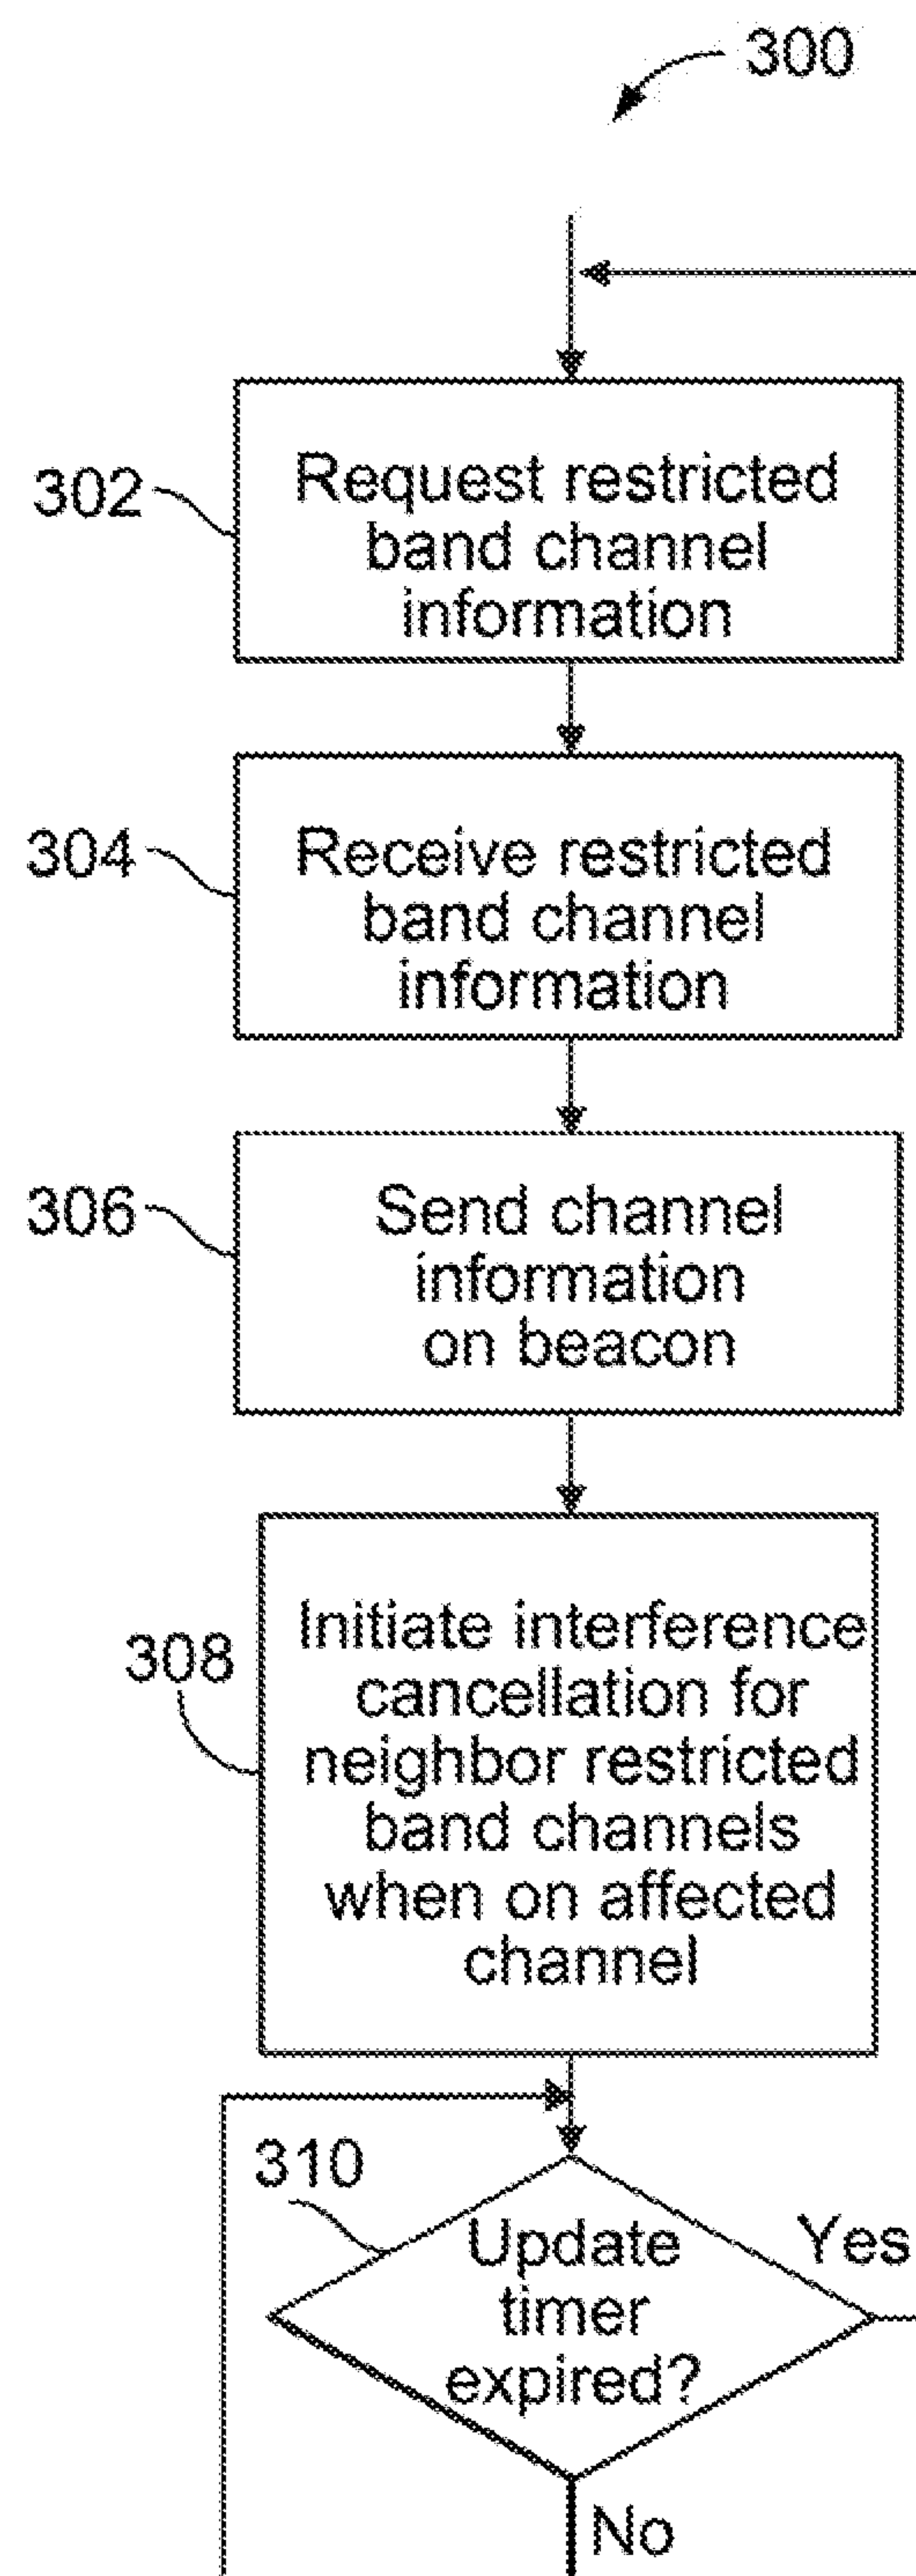 300
302
Request restricted
band channel
information
304
Receive restricted
band channel
information
306
Send channel
information
on beacon
308
Initiate interference
cancellation for
neighbor restricted
band channels
when on affected
channel
310
Update
timer
expired?
Yes
No